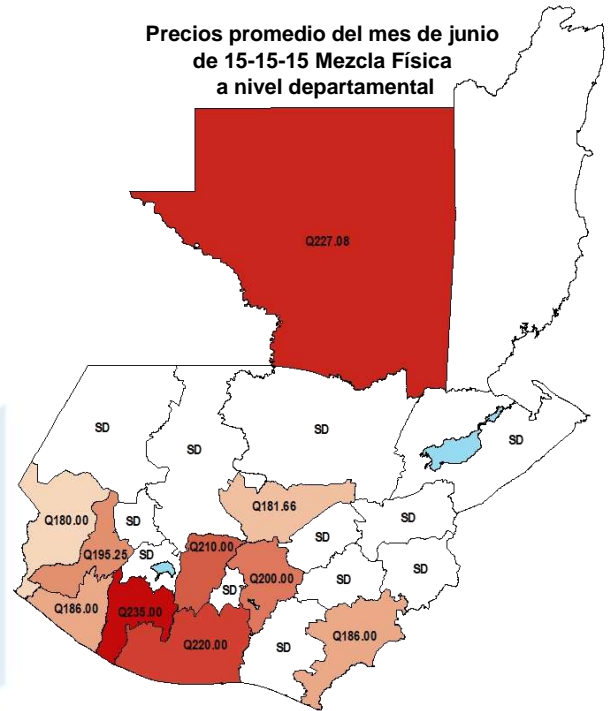 Precios promedio del mes de junio
de 15-15-15 Mezcla Física
a nivel departamental
Q227.08
SD
SD
SD
SD
Q180.00
Q181.66
SD
SD
Q195.25
SD
SD
Q210.00
Q200.00
SD
SD
SD
Q186.00
Q235.00
Q220.00
SD
Q186.00